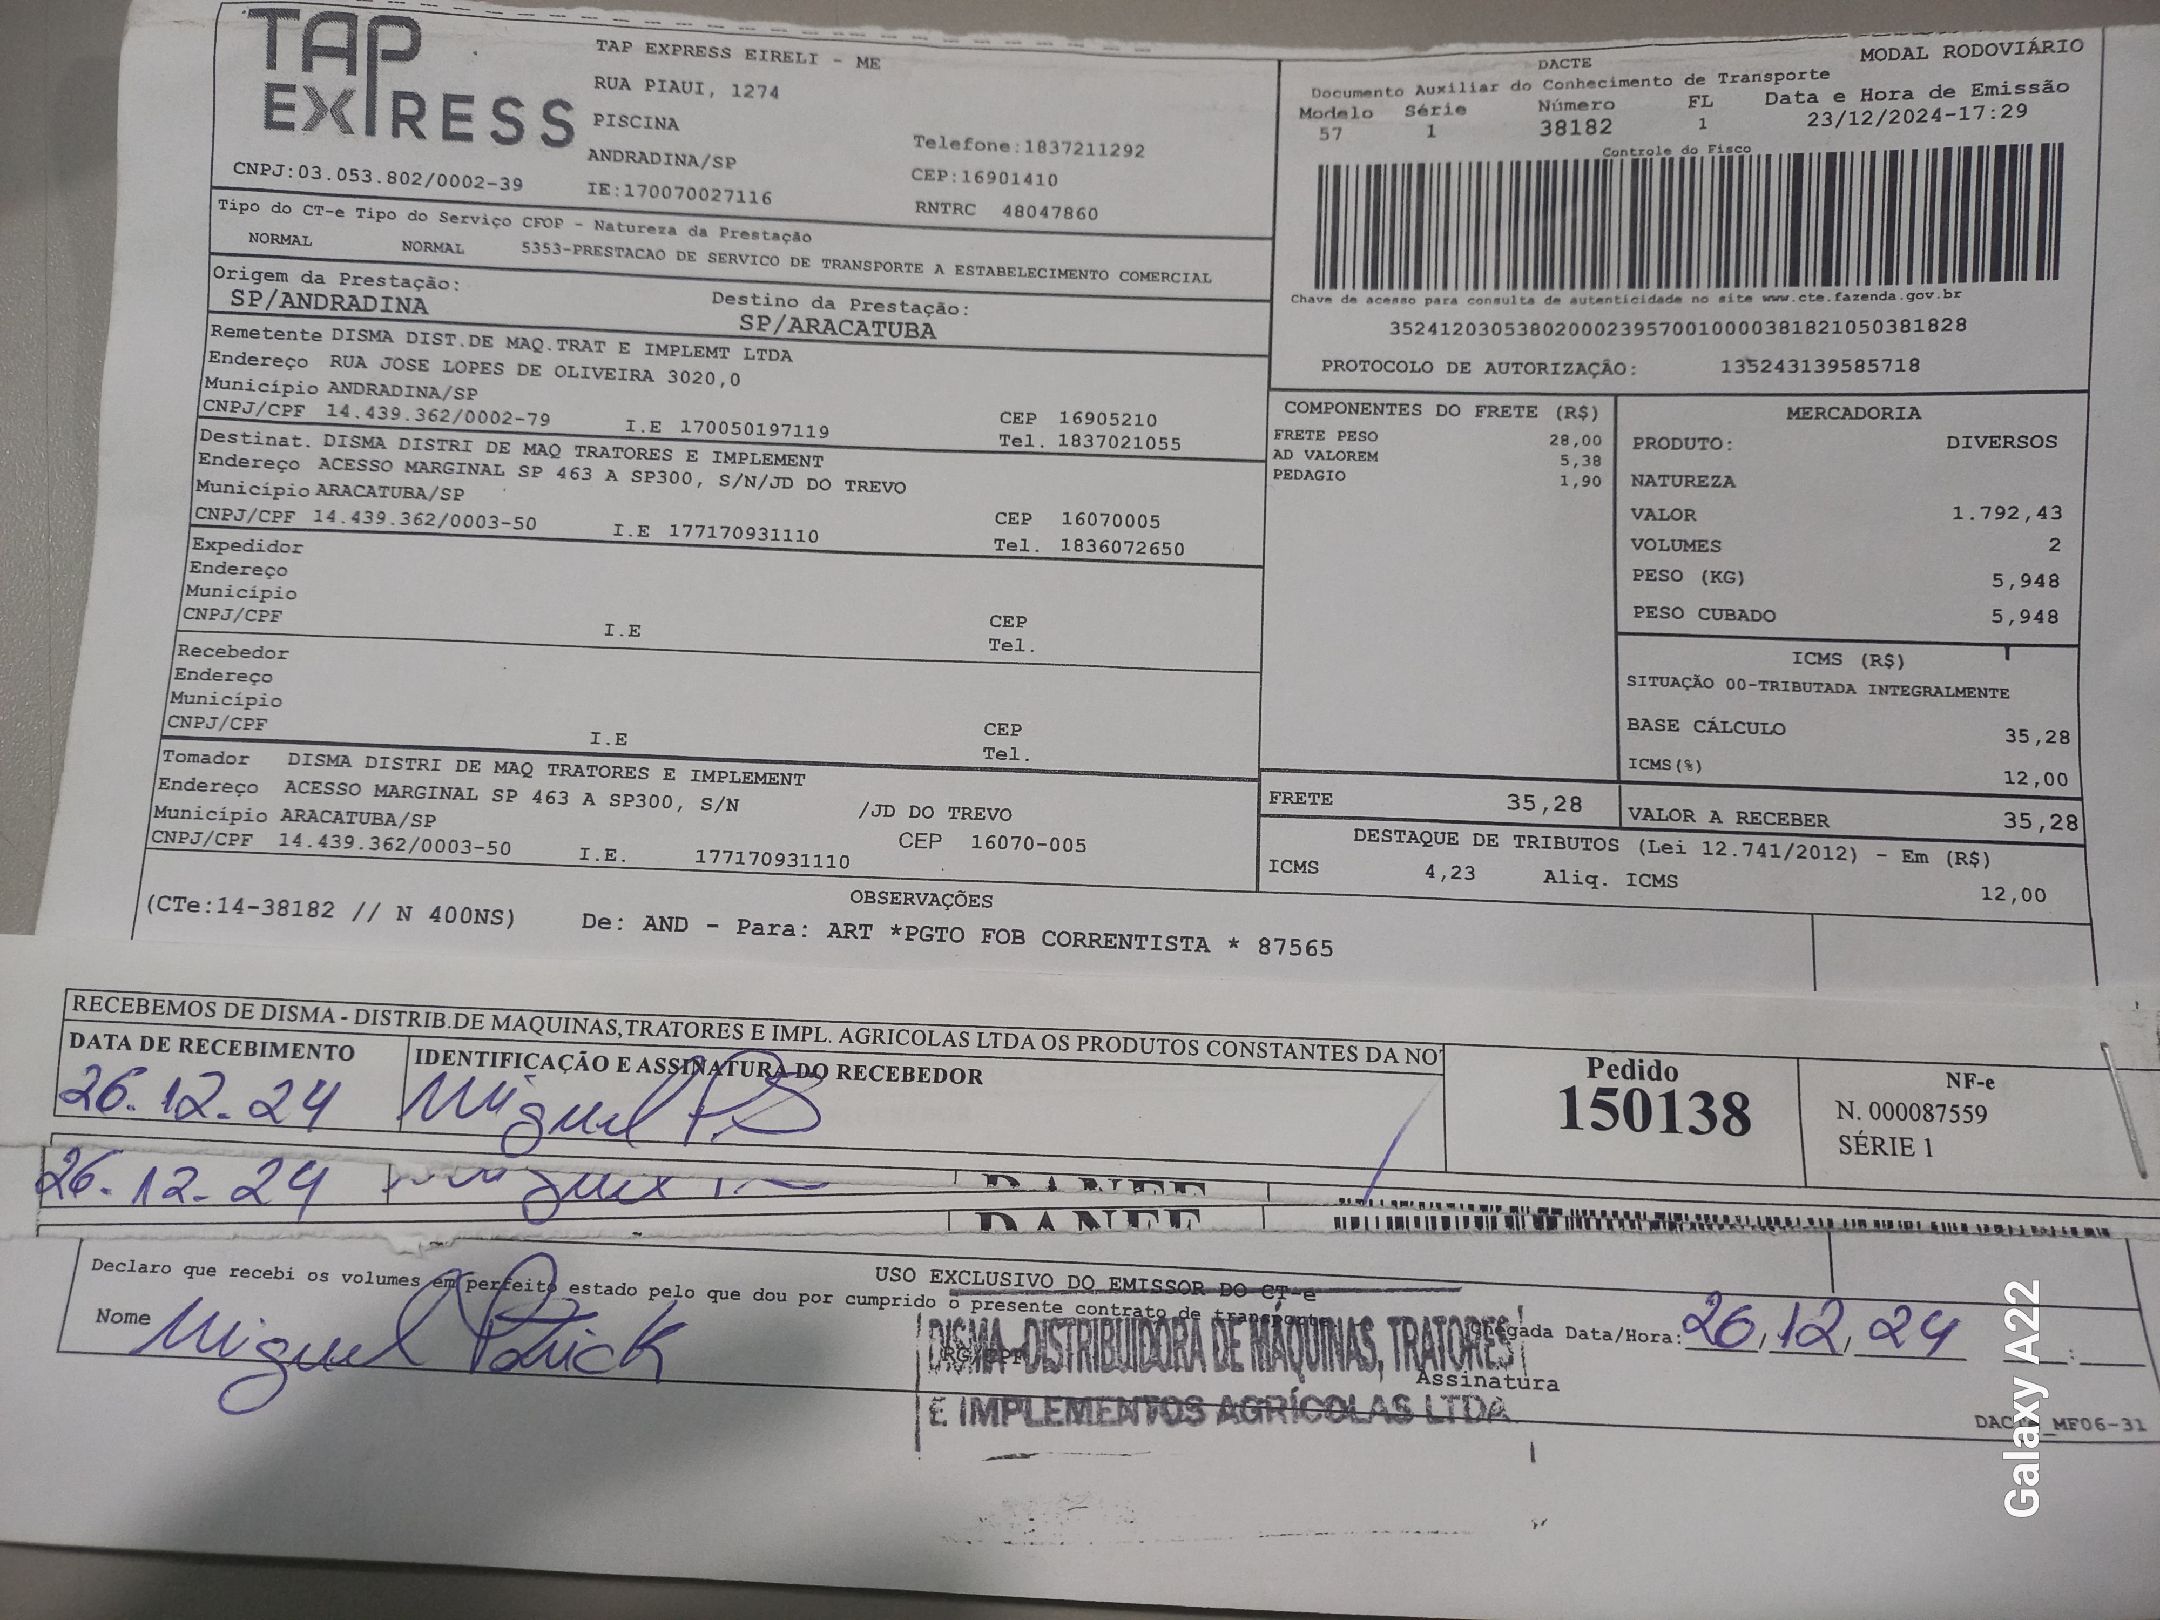 TAP EXPRESS
TAP EXPRESS EIRELI - ME
RUA PIAUI, 1274
PISCINA
ANDRADINA/SP
Telefone:1837211292
CEP:16901410
CNPJ:03.053.802/0002-39
IE:170070027116
RNTRC 48047860
MODAL RODOVIÁRIO
DACTE
Documento Auxiliar do Conhecimento de Transporte
Modelo Série Número FL Data e Hora de Emissão
57 1 38182 1 23/12/2024-17:29
Controle do Fisco
Chave de acesso para consulta de autenticidade no site www.cte.fazenda.gov.br
35241203053802000239570010000381821050381828
PROTOCOLO DE AUTORIZAÇÃO: 135243139585718
Tipo do CT-e Tipo do Serviço CFOP - Natureza da Prestação
NORMAL NORMAL 5353-PRESTACAO DE SERVICO DE TRANSPORTE A ESTABELECIMENTO COMERCIAL
Origem da Prestação: Destino da Prestação:
SP/ANDRADINA SP/ARACATUBA
Remetente DISMA DIST.DE MAQ.TRAT E IMPLEMT LTDA
Endereço RUA JOSE LOPES DE OLIVEIRA 3020,0
Município ANDRADINA/SP CEP 16905210
CNPJ/CPF 14.439.362/0002-79 I.E 170050197119 Tel. 1837021055
Destinat. DISMA DISTRI DE MAQ TRATORES E IMPLEMENT
Endereço ACESSO MARGINAL SP 463 A SP300, S/N/JD DO TREVO
Município ARACATUBA/SP CEP 16070005
CNPJ/CPF 14.439.362/0003-50 I.E 177170931110 Tel. 1836072650
Expedidor
Endereço
Município CEP
CNPJ/CPF I.E Tel.
Recebedor
Endereço
Município CEP
CNPJ/CPF I.E Tel.
Tomador DISMA DISTRI DE MAQ TRATORES E IMPLEMENT
Endereço ACESSO MARGINAL SP 463 A SP300, S/N /JD DO TREVO
Município ARACATUBA/SP CEP 16070-005
CNPJ/CPF 14.439.362/0003-50 I.E. 177170931110
COMPONENTES DO FRETE (R$)
FRETE PESO 28,00
AD VALOREM 5,38
PEDAGIO 1,90
MERCADORIA
PRODUTO: DIVERSOS
NATUREZA
VALOR 1.792,43
VOLUMES 2
PESO (KG) 5,948
PESO CUBADO 5,948
ICMS (R$)
SITUAÇÃO 00-TRIBUTADA INTEGRALMENTE
BASE CÁLCULO 35,28
ICMS(%) 12,00
FRETE 35,28 VALOR A RECEBER 35,28
DESTAQUE DE TRIBUTOS (Lei 12.741/2012) - Em (R$)
ICMS 4,23 Aliq. ICMS 12,00
OBSERVAÇÕES
(CTe:14-38182 // N 400NS) De: AND - Para: ART *PGTO FOB CORRENTISTA * 87565
RECEBEMOS DE DISMA - DISTRIB.DE MAQUINAS,TRATORES E IMPL. AGRICOLAS LTDA OS PRODUTOS CONSTANTES DA NO
DATA DE RECEBIMENTO IDENTIFICAÇÃO E ASSINATURA DO RECEBEDOR
26.12.24 Miguel P.S
Pedido
150138
NF-e
N. 000087559
SÉRIE 1
26.12.24
DANFE
USO EXCLUSIVO DO EMISSOR DO CT-e
Declaro que recebi os volumes em perfeito estado pelo que dou por cumprido o presente contrato de transporte
Nome Miguel Patrick
Chegada Data/Hora: 26,12,24 :
Assinatura
DISMA - DISTRIBUIDORA DE MÁQUINAS, TRATORES
E IMPLEMENTOS AGRÍCOLAS LTDA
Galaxy A22